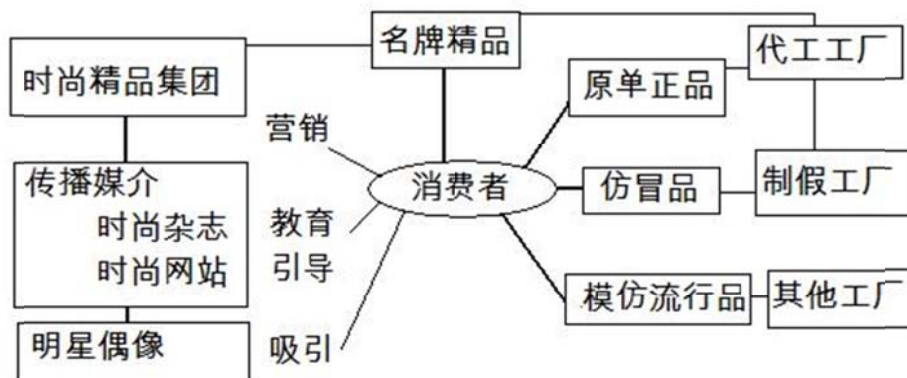 名牌精品
时尚精品集团
代工工厂
原单正品
营销
传播媒介
时尚杂志
时尚网站
消费者
仿冒品
制假工厂
教育
引导
模仿流行品
其他工厂
明星偶像
吸引